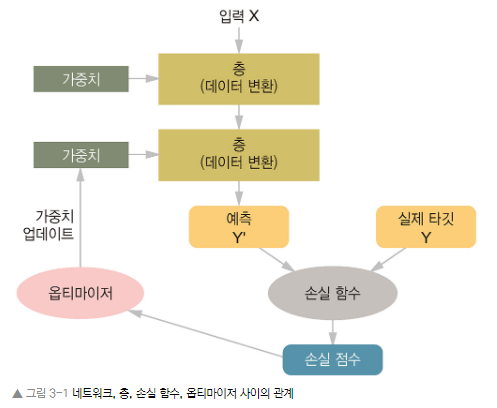 입력 X
가중치
층
(데이터 변환)
가중치
층
(데이터 변환)
가중치
업데이트
예측
Y'
실제 타깃
Y
옵티마이저
손실 함수
손실 점수
▲ 그림 3-1 네트워크, 층, 손실 함수, 옵티마이저 사이의 관계